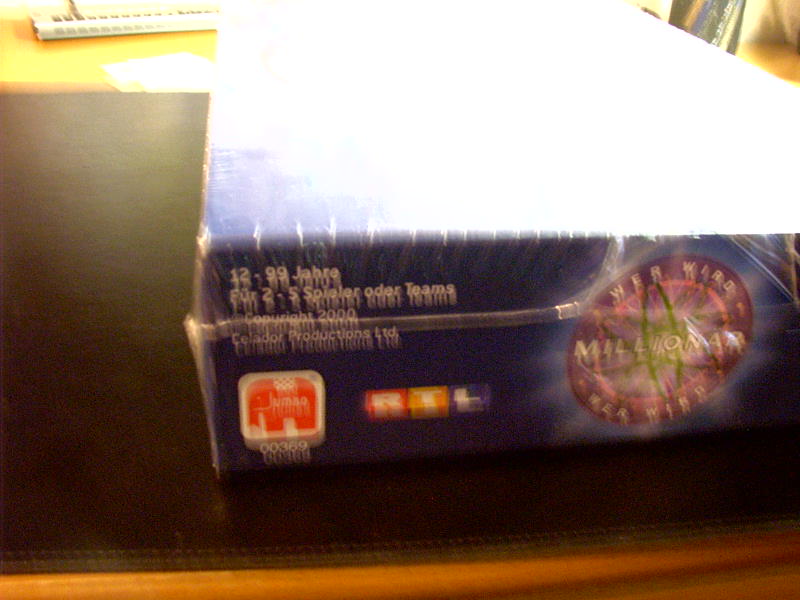 12 - 99 Jahre
Für 2 - 5 Spieler oder Teams
Copyright 2000
Celador Productions Ltd.
JUMBO
00369
RTL
WER WIRD
MILLIONÄR
WER WIRD